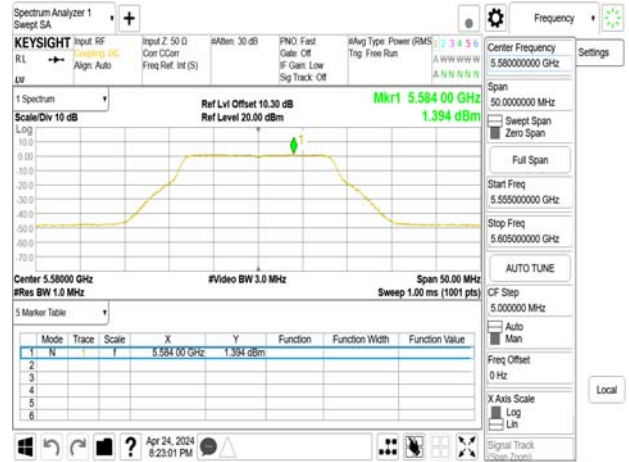 Spectrum Analyzer 1
Swept SA
Frequency
KEYSIGHT
RL
Input: RF
Coupling: DC
Align: Auto
Input Z: 50 Ω
Corr CCorr
Freq Ref: Int (S)
#Atten: 30 dB
PNO: Fast
Gate: Off
IF Gain: Low
Sig Track: Off
#Avg Type: Power (RMS
Trig: Free Run
1 2 3 4 5 6
A W W W W W
A N N N N N
Center Frequency
5.580000000 GHz
Settings
Span
50.0000000 MHz
Swept Span
Zero Span
Full Span
Start Freq
5.555000000 GHz
Stop Freq
5.605000000 GHz
AUTO TUNE
CF Step
5.000000 MHz
Auto
Man
Freq Offset
0 Hz
X Axis Scale
Log
Lin
Signal Track
(Span Zoom)
Local
1 Spectrum
Scale/Div 10 dB
Ref Lvl Offset 10.30 dB
Ref Level 20.00 dBm
Mkr1 5.584 00 GHz
1.394 dBm
Log
10.0
0.00
-10.0
-20.0
-30.0
-40.0
-50.0
-60.0
-70.0
1
Center 5.58000 GHz
#Res BW 1.0 MHz
#Video BW 3.0 MHz
Span 50.00 MHz
Sweep 1.00 ms (1001 pts)
5 Marker Table
Mode Trace Scale X Y Function Function Width Function Value
1 N 1 f 5.584 00 GHz 1.394 dBm
2
3
4
5
6
Apr 24, 2024
8:23:01 PM